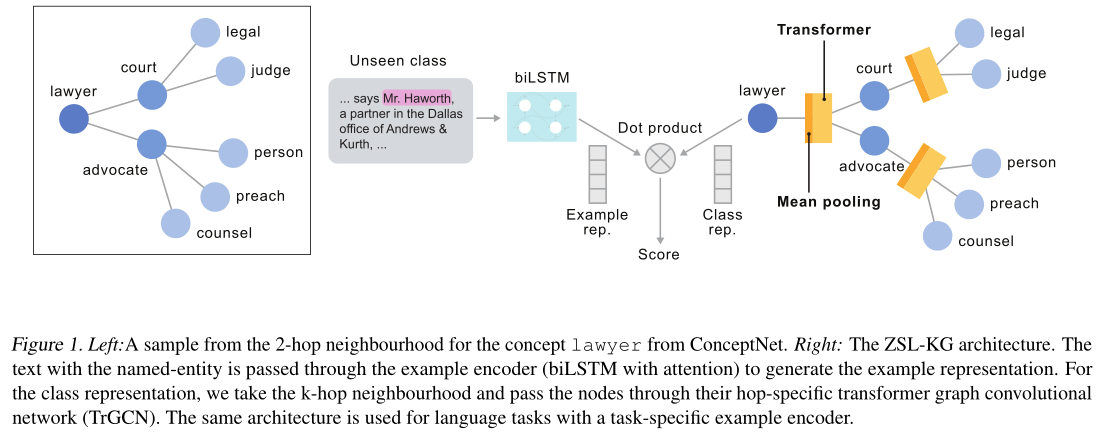 legal
court
judge
lawyer
advocate
person
preach
counsel
Unseen class
... says Mr. Haworth,
a partner in the Dallas
office of Andrews &
Kurth, ...
biLSTM
Dot product
Example
rep.
Class
rep.
Score
Transformer
Mean pooling
legal
court
judge
lawyer
advocate
person
preach
counsel
Figure 1. Left:A sample from the 2-hop neighbourhood for the concept lawyer from ConceptNet. Right: The ZSL-KG architecture. The
text with the named-entity is passed through the example encoder (biLSTM with attention) to generate the example representation. For
the class representation, we take the k-hop neighbourhood and pass the nodes through their hop-specific transformer graph convolutional
network (TrGCN). The same architecture is used for language tasks with a task-specific example encoder.